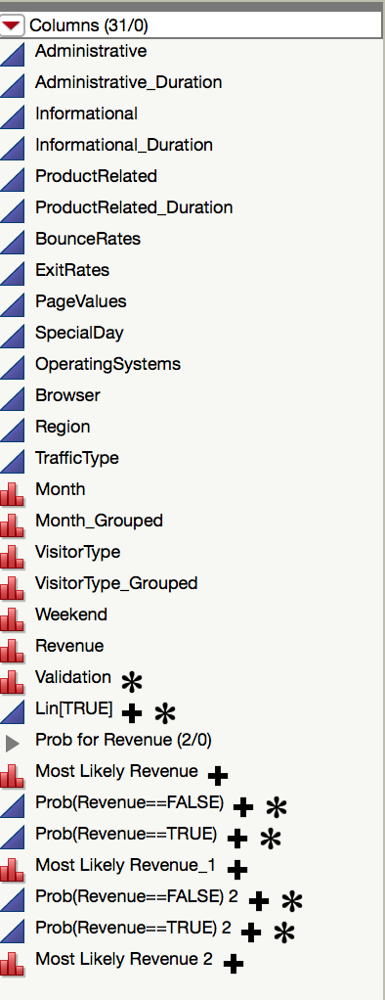 Columns (31/0)
Administrative
Administrative_Duration
Informational
Informational_Duration
ProductRelated
ProductRelated_Duration
BounceRates
ExitRates
PageValues
SpecialDay
OperatingSystems
Browser
Region
TrafficType
Month
Month_Grouped
VisitorType
VisitorType_Grouped
Weekend
Revenue
Validation
Lin[TRUE]
Prob for Revenue (2/0)
Most Likely Revenue
Prob(Revenue==FALSE)
Prob(Revenue==TRUE)
Most Likely Revenue_1
Prob(Revenue==FALSE) 2
Prob(Revenue==TRUE) 2
Most Likely Revenue 2